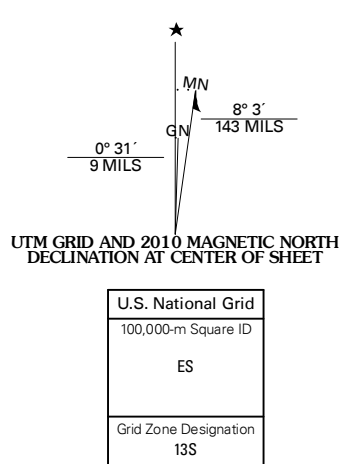 MN
8° 3´
143 MILS
GN
0° 31´
9 MILS
UTM GRID AND 2010 MAGNETIC NORTH
DECLINATION AT CENTER OF SHEET
U.S. National Grid
100,000-m Square ID
ES
Grid Zone Designation
13S